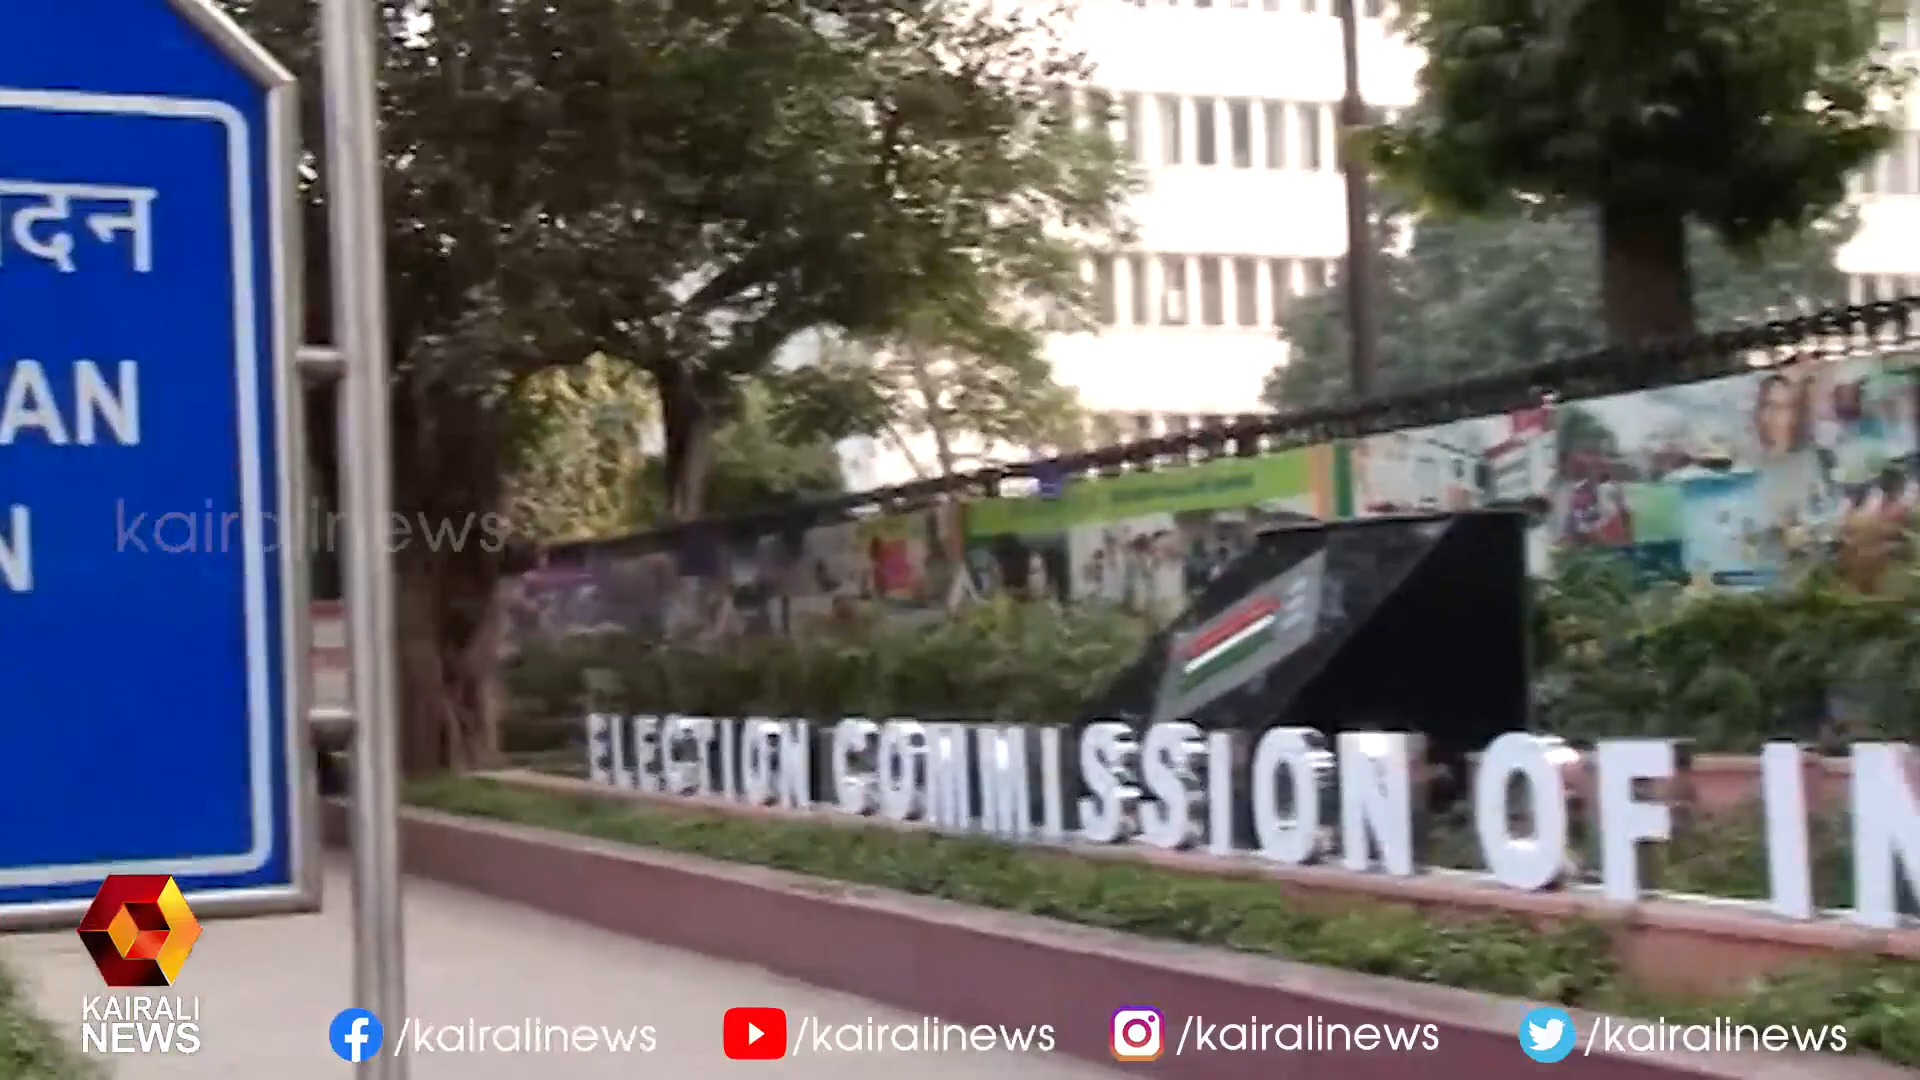 दन
AN
N
kairalinews
ELECTION COMMISSION OF IN
KAIRALI
NEWS
/kairalinews
/kairalinews
/kairalinews
/kairalinews